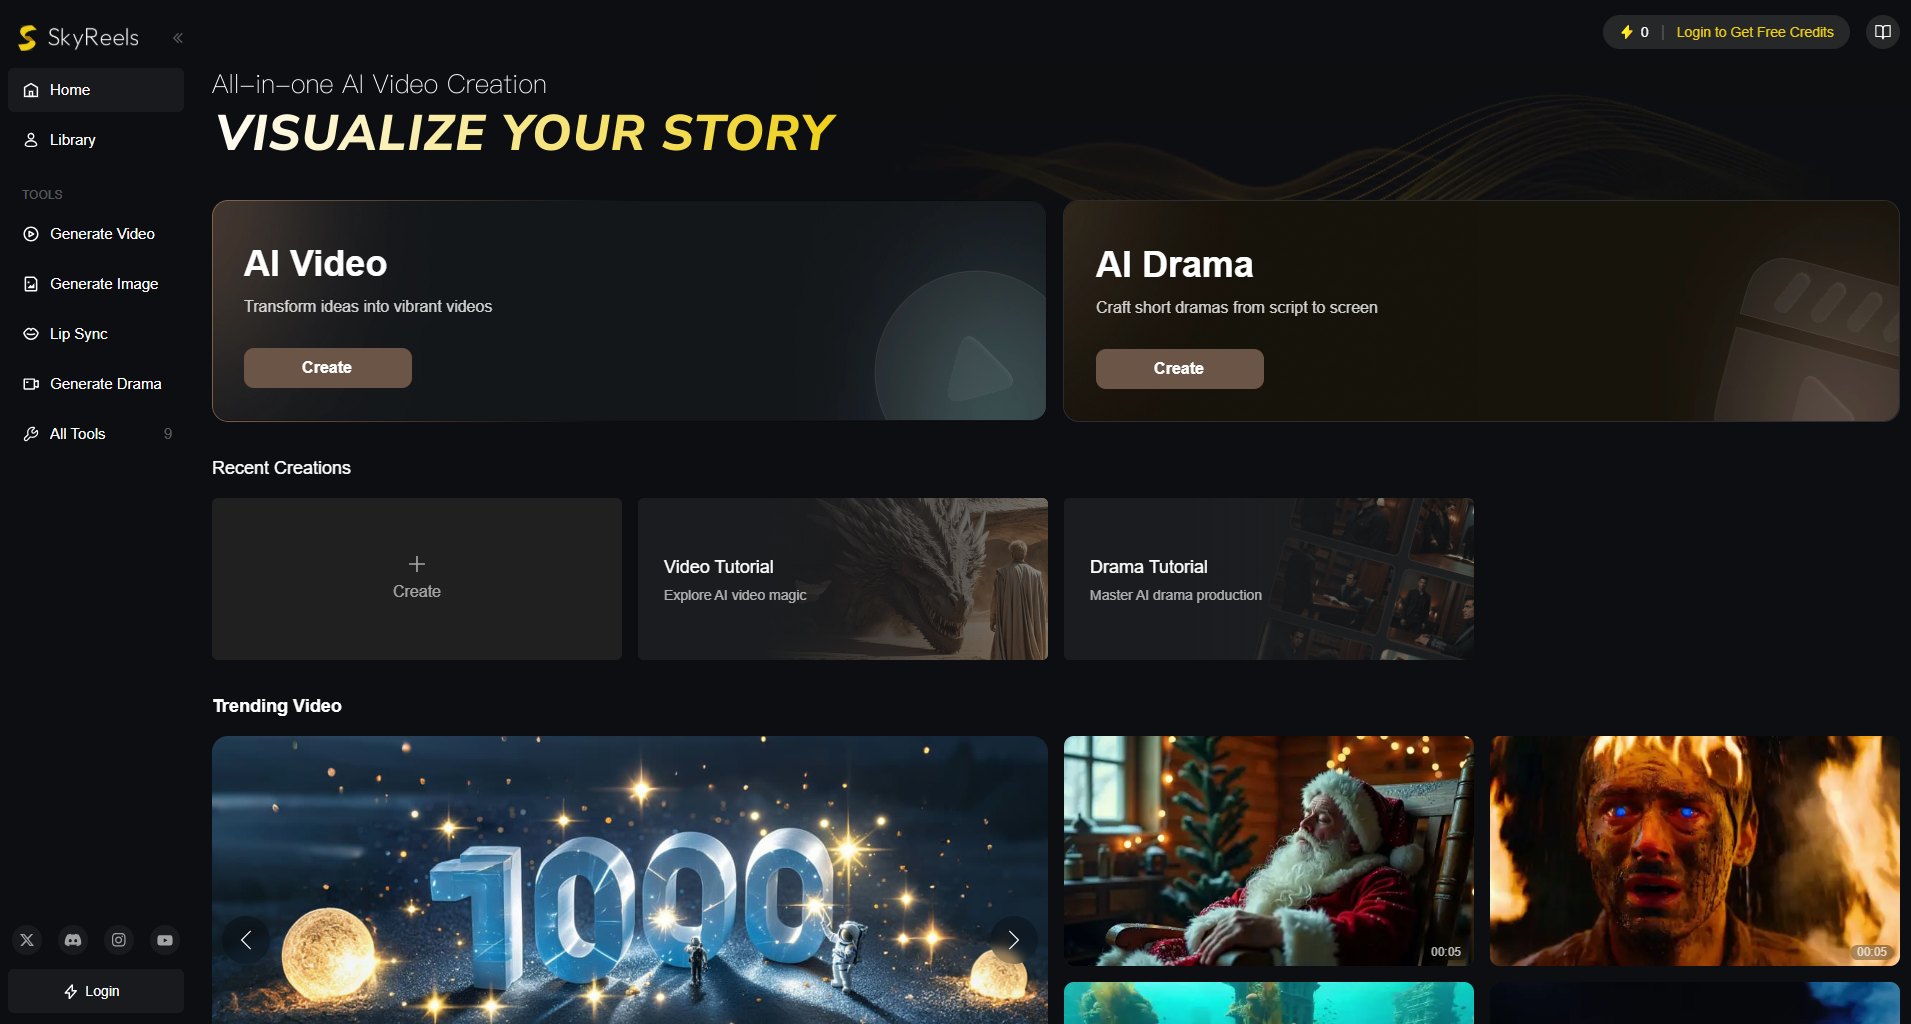 SkyReels
0
Login to Get Free Credits
Home
Library
TOOLS
Generate Video
Generate Image
Lip Sync
Generate Drama
All Tools
9
Login
All-in-one AI Video Creation
VISUALIZE YOUR STORY
AI Video
Transform ideas into vibrant videos
Create
AI Drama
Craft short dramas from script to screen
Create
Recent Creations
Create
Video Tutorial
Explore AI video magic
Drama Tutorial
Master AI drama production
Trending Video
1000
00:05
00:05